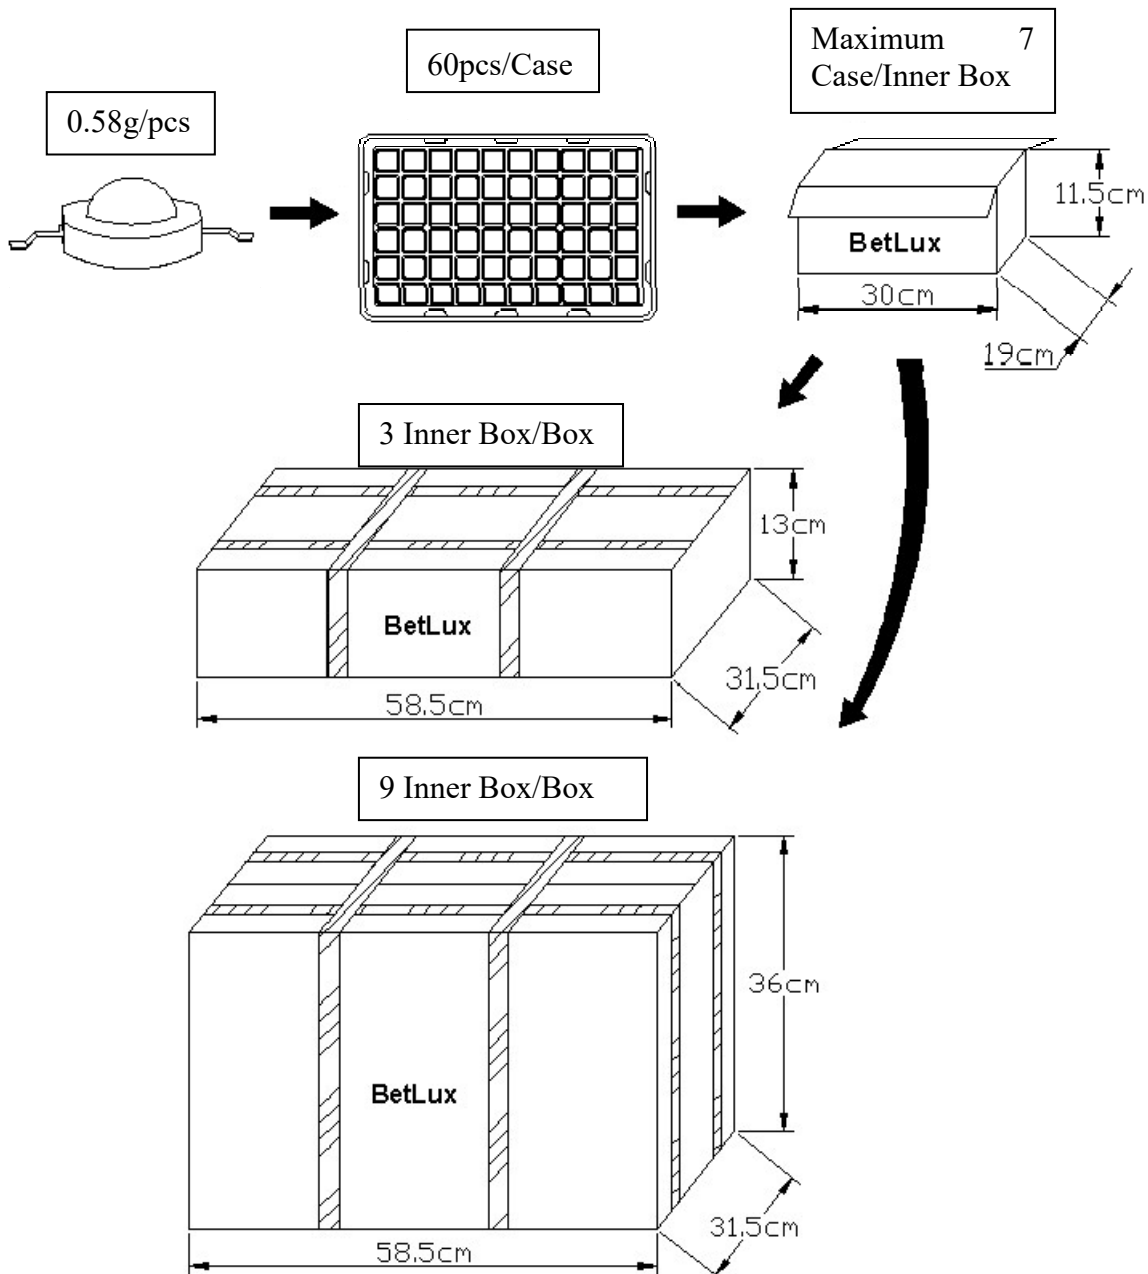 60pcs/Case
Maximum 7
Case/Inner Box
0.58g/pcs
11.5cm
BetLux
30cm
19cm
3 Inner Box/Box
13cm
BetLux
31.5cm
58.5cm
9 Inner Box/Box
36cm
BetLux
31.5cm
58.5cm